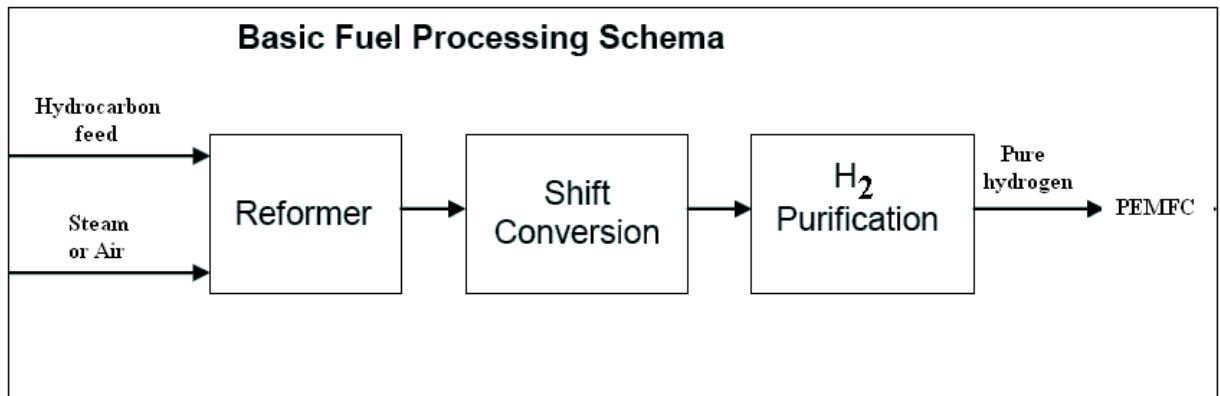 Basic Fuel Processing Schema
Hydrocarbon
feed
Steam
or Air
Reformer
Shift
Conversion
H₂
Purification
Pure
hydrogen
PEMFC